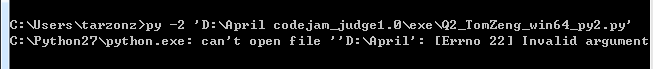 C:\Users\tarzonz>py -2 'D:\April codejam_judge1.0\exe\Q2_TomZeng_win64_py2.py'
C:\Python27\python.exe: can't open file ''D:\April': [Errno 22] Invalid argument